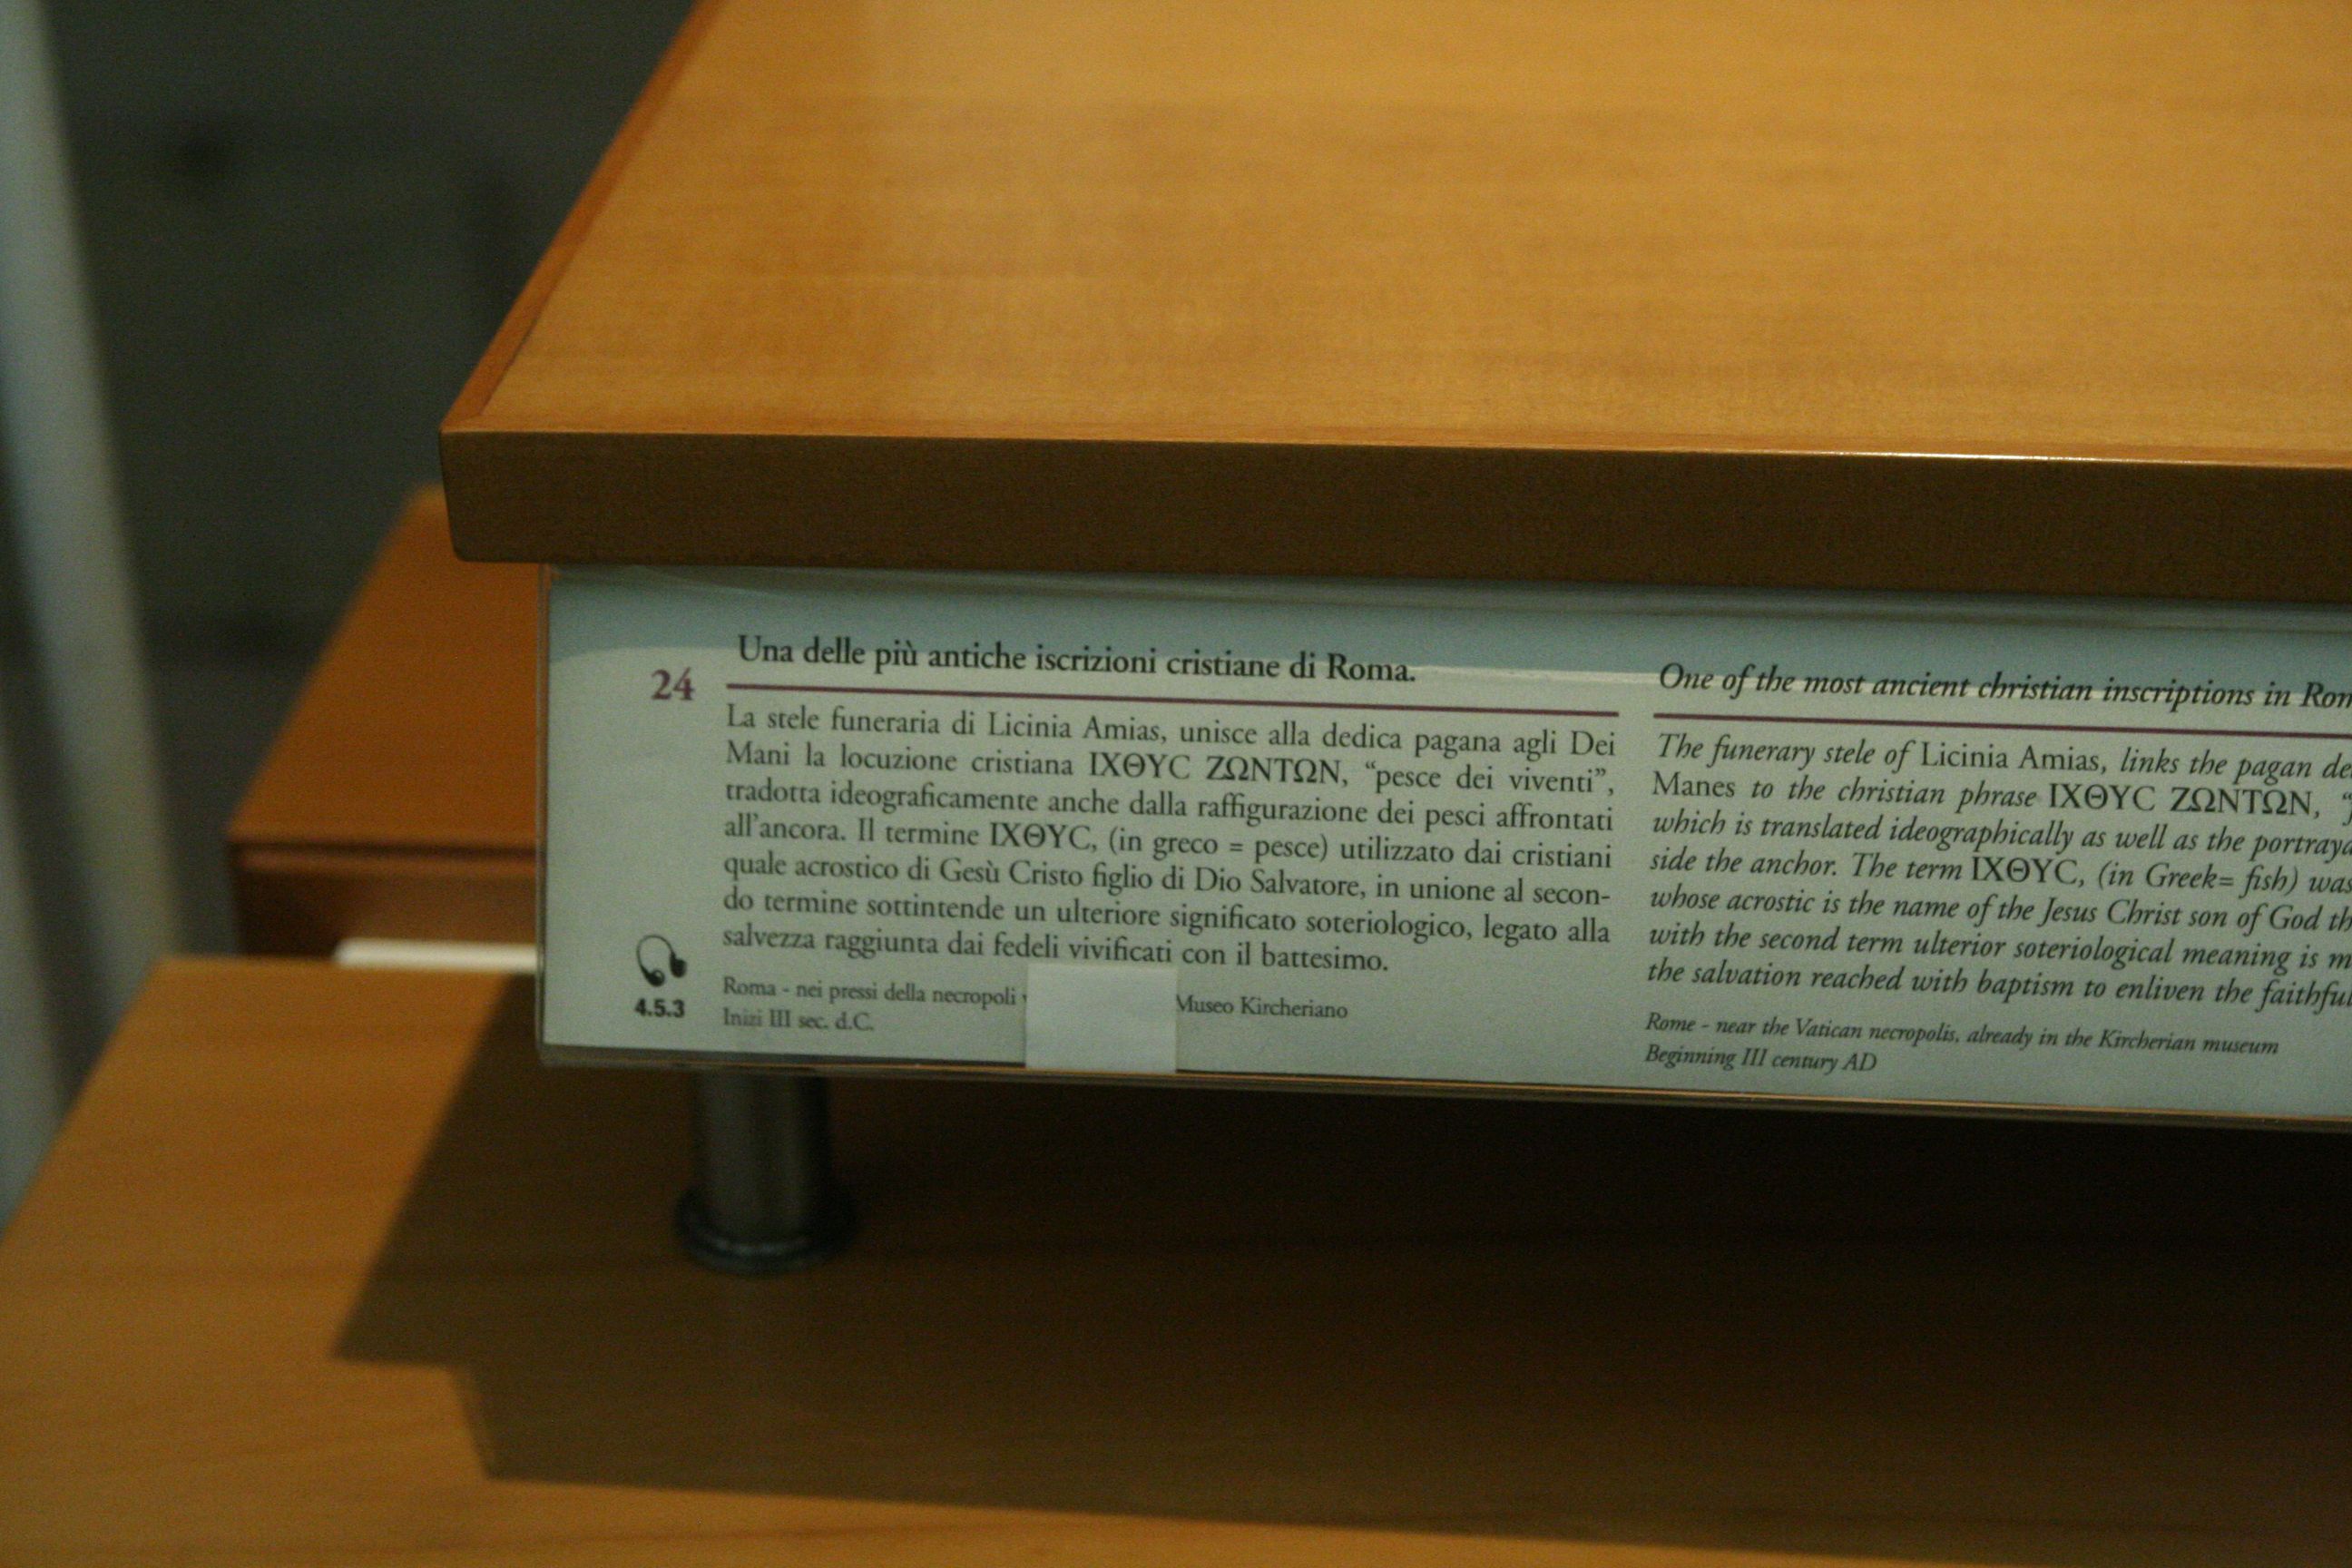 24
Una delle più antiche iscrizioni cristiane di Roma.
La stele funeraria di Licinia Amias, unisce alla dedica pagana agli Dei
Mani la locuzione cristiana ΙΧΘΥC ΖΩΝΤΩΝ, “pesce dei viventi”,
tradotta ideograficamente anche dalla raffigurazione dei pesci affrontati
all'ancora. Il termine ΙΧΘΥC, (in greco = pesce) utilizzato dai cristiani
quale acrostico di Gesù Cristo figlio di Dio Salvatore, in unione al secon-
do termine sottintende un ulteriore significato soteriologico, legato alla
salvezza raggiunta dai fedeli vivificati con il battesimo.
4.5.3
Roma - nei pressi della necropoli Museo Kircheriano
Inizi III sec. d.C.
One of the most ancient christian inscriptions in
The funerary stele of Licinia Amias, links the pagan
Manes to the christian phrase ΙΧΘΥC ΖΩΝΤΩΝ,
which is translated ideographically as well as the
side the anchor. The term ΙΧΘΥC, (in Greek= fish) was
whose acrostic is the name of the Jesus Christ son of God
with the second term ulterior soteriological meaning is
the salvation reached with baptism to enliven the faithful
Rome - near the Vatican necropolis, already in the Kircherian museum
Beginning III century AD